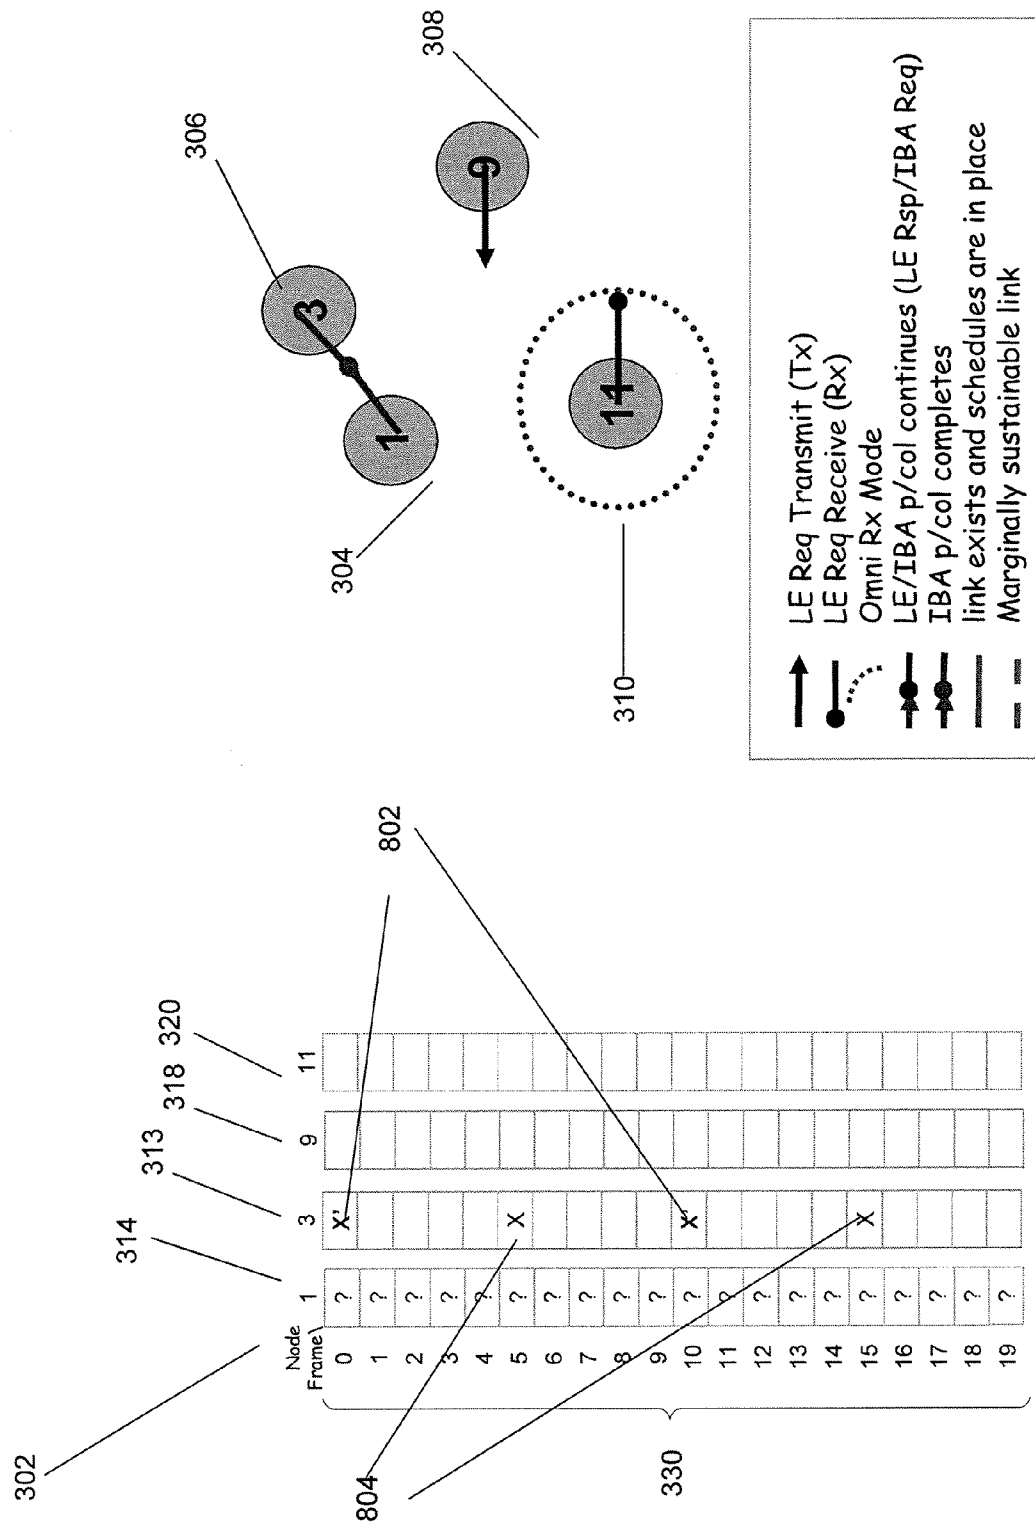 302
314
313
318
320
Node
Frame
1
3
9
11
0 ? X'
1 ?
2 ?
3 ?
4 ?
5 ? X
6 ?
7 ?
8 ?
9 ?
10 ? X'
11 ?
12 ?
13 ?
14 ?
15 ? X
16 ?
17 ?
18 ?
19 ?
330
802
804
304
306
308
310
1
3
9
11
LE Req Transmit (Tx)
LE Req Receive (Rx)
Omni Rx Mode
LE/IBA p/col continues (LE Rsp/IBA Req)
IBA p/col completes
link exists and schedules are in place
Marginally sustainable link